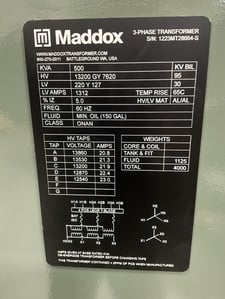 Maddox
3-PHASE TRANSFORMER
S/N: 1223MT28664-S
WWW.MADDOXTRANSFORMER.COM
BATTLEGROUND WA, USA
KVA 500 KV BIL
HV 13200 GY 7620 95
LV 220 Y 127 30
LV AMPS 1312 TEMP RISE 65C
% IZ 5.0 HV/LV MAT AL/AL
FREQ. 60 HZ
FLUID MIN. OIL (150 GAL)
CLASS ONAN
HV TAPS
TAP VOLTAGE AMPS
A 13860 20.8
B 13530 21.3
C 13200 21.9
D 12870 22.4
E 12540 23.0
F
G
WEIGHTS
CORE & COIL
TANK & FIT
FLUID 1125
TOTAL 4000